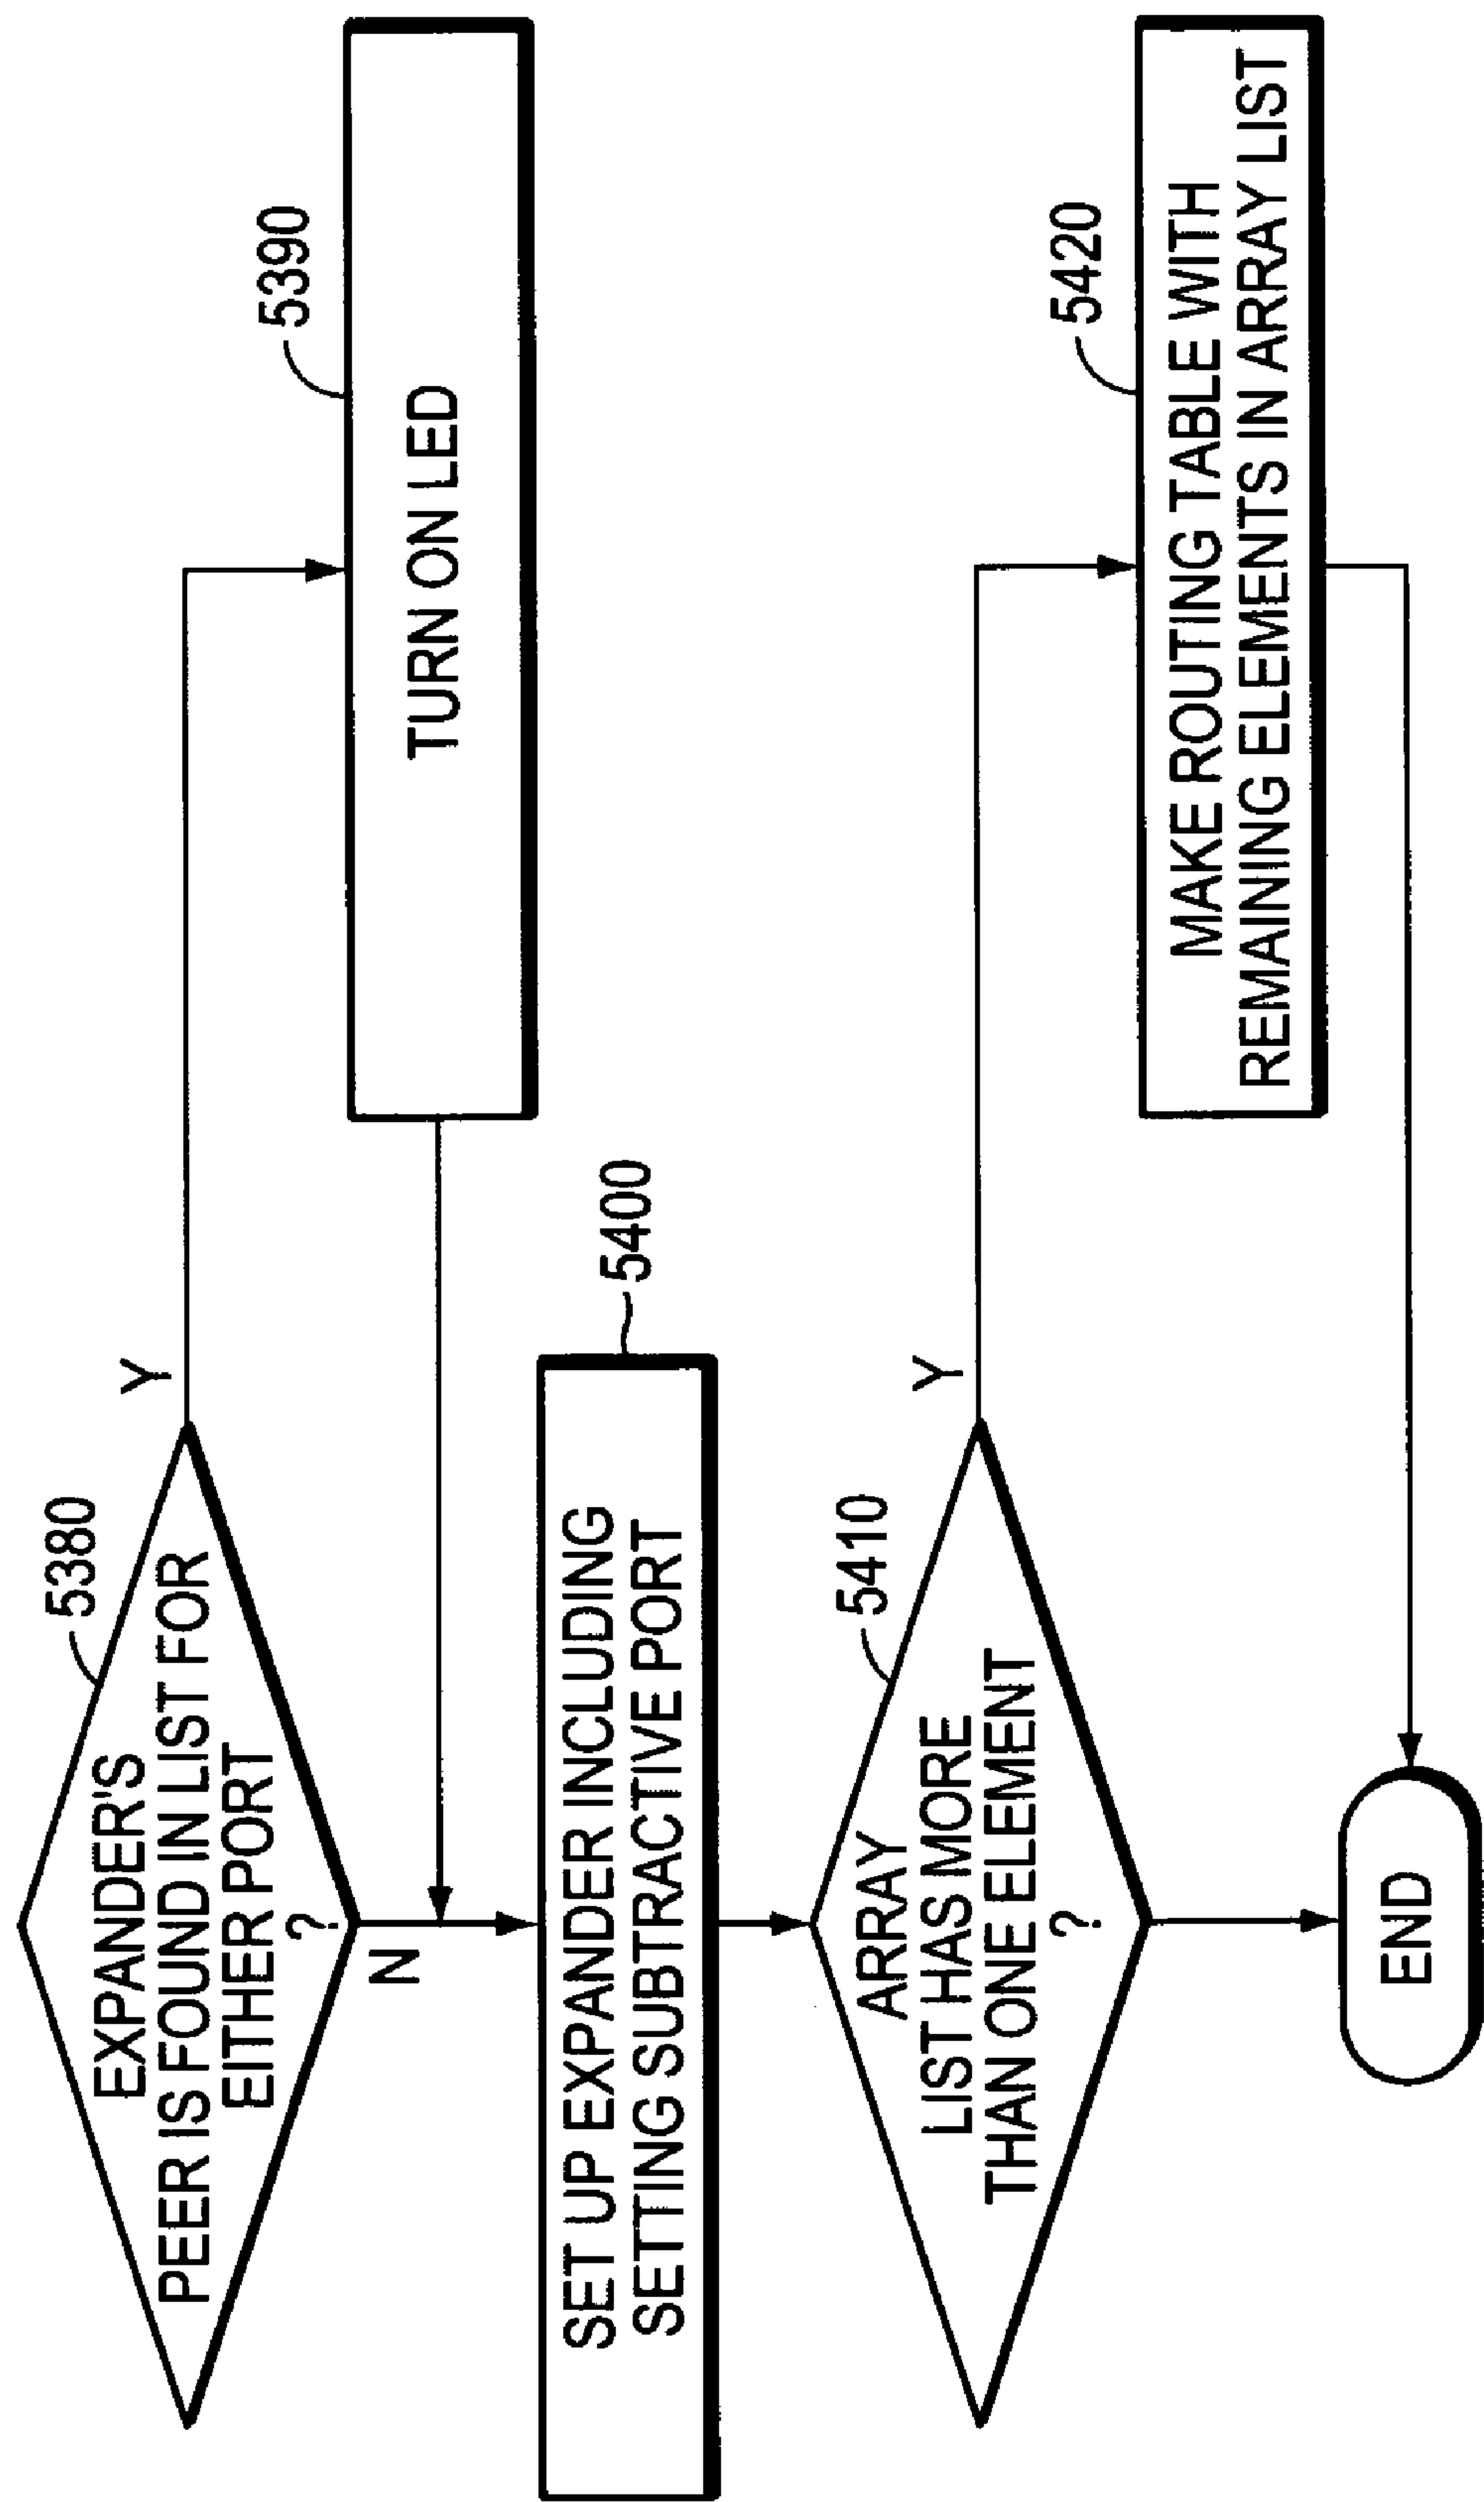 5380
EXPANDER'S
PEER IS FOUND IN LIST FOR
EITHER PORT
?
Y
N
5390
TURN ON LED
5400
SET UP EXPANDER INCLUDING
SETTING SUBTRACTIVE PORT
5410
ARRAY
LIST HAS MORE
THAN ONE ELEMENT
?
Y
5420
MAKE ROUTING TABLE WITH
REMAINING ELEMENTS IN ARRAY LIST
END